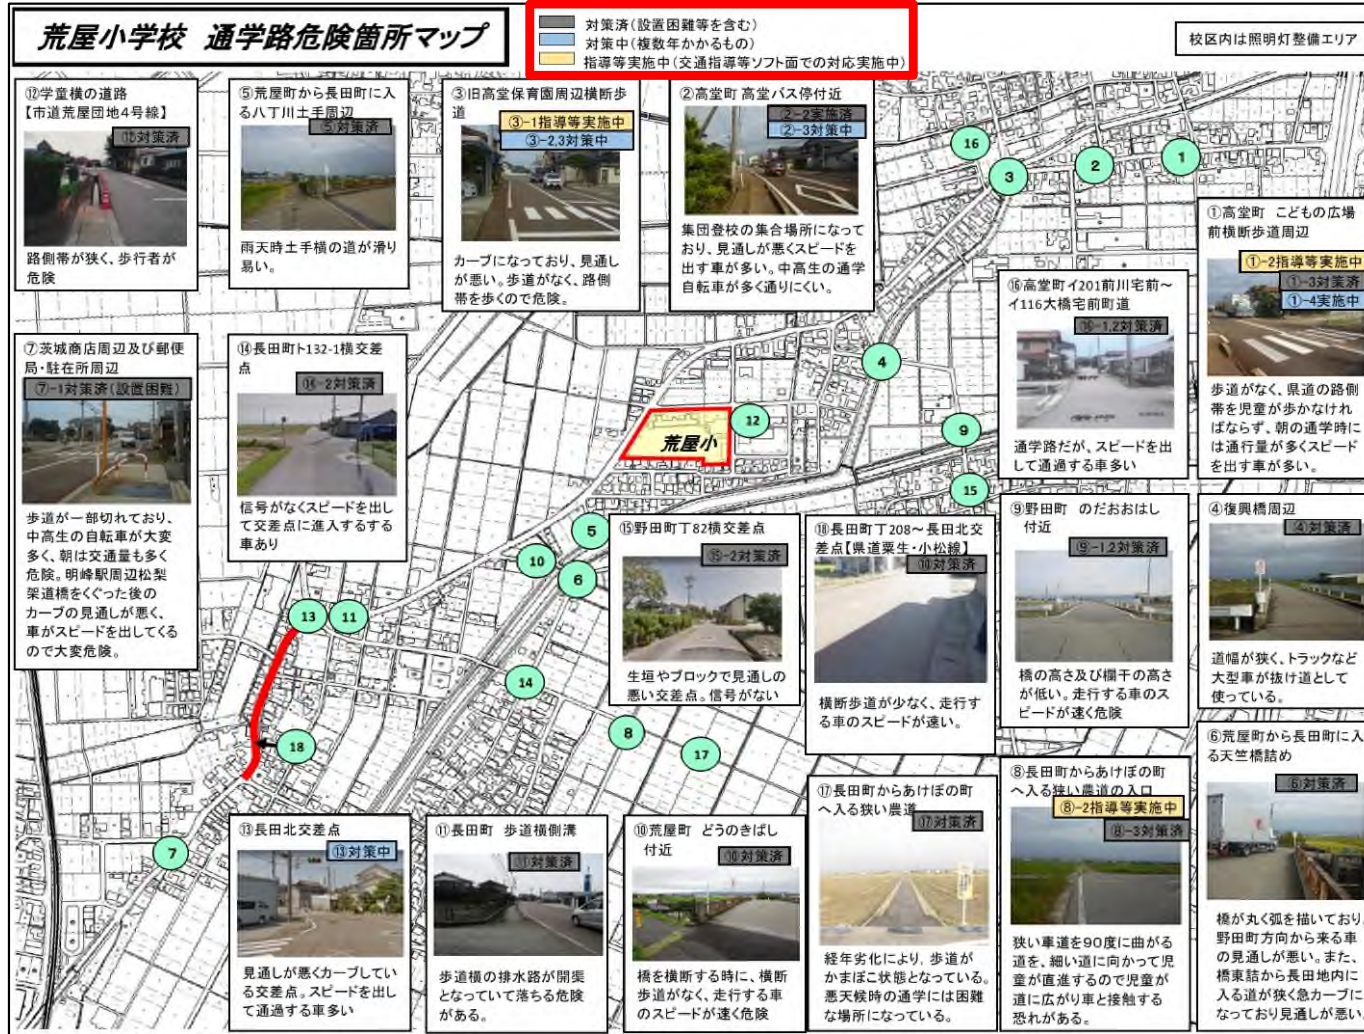 荒屋小学校 通学路危険箇所マップ
対策済(設置困難等を含む)
対策中(複数年かかるもの)
指導等実施中(交通指導等ソフト面での対応実施中)
校区内は照明灯整備エリア
⑫学童横の道路
【市道荒屋団地4号線】
⑫対策済
路側帯が狭く、歩行者が
危険
⑤荒屋町から長田町に入
る八丁川土手周辺
⑤対策済
雨天時土手横の道が滑り
易い。
③旧高堂保育園周辺横断歩
道
③-1指導等実施中
③-2,3対策中
カーブになっており、見通し
が悪い。歩道がなく、路側
帯を歩くので危険。
②高堂町 高堂バス停付近
②-2実施済
②-3対策中
集団登校の集合場所になって
おり、見通しが悪くスピードを
出す車が多い。中高生の通学
自転車が多く通りにくい。
16
3
2
1
①高堂町 こどもの広場
前横断歩道周辺
①-2指導等実施中
①-3対策済
①-4実施中
歩道がなく、県道の路側
帯を児童が歩かなけれ
ばならず、朝の通学時に
は通行量が多くスピード
を出す車が多い。
⑯高堂町イ201前川宅前~
イ116大橋宅前町道
⑯-1,2対策済
通学路だが、スピードを出
して通過する車多い
⑦茨城商店周辺及び郵便
局・駐在所周辺
⑦-1対策済(設置困難)
歩道が一部切れており、
中高生の自転車が大変
多く、朝は交通量も多く
危険。明峰駅周辺松梨
架道橋をくぐった後の
カーブの見通しが悪く、
車がスピードを出してくる
ので大変危険。
⑭長田町ト132-1横交差
点
⑭-2対策済
信号がなくスピードを出し
て交差点に進入するする
車あり
4
荒屋小
12
9
15
5
10
6
13
11
14
8
17
18
7
⑮野田町丁82横交差点
⑮-2対策済
生垣やブロックで見通しの
悪い交差点。信号がない
⑱長田町丁208~長田北交
差点【県道粟生・小松線】
⑩対策済
横断歩道が少なく、走行す
る車のスピードが速い。
⑨野田町 のだおおはし
付近
⑨-1,2対策済
橋の高さ及び欄干の高さ
が低い。走行する車のス
ピードが速く危険
④復興橋周辺
④対策済
道幅が狭く、トラックなど
大型車が抜け道として
使っている。
⑬長田北交差点
⑬対策中
見通しが悪くカーブしてい
る交差点。スピードを出し
て通過する車多い
⑪長田町 歩道横側溝
⑪対策済
歩道横の排水路が開渠
となっていて落ちる危険
がある。
⑩荒屋町 どうのきばし
付近
⑩対策済
橋を横断する時に、横断
歩道がなく、走行する車
のスピードが速く危険
⑰長田町からあけぼの町
へ入る狭い農道
⑰対策済
経年劣化により、歩道が
かまぼこ状態となっている。
悪天候時の通学には困難
な場所になっている。
⑧長田町からあけぼの町
へ入る狭い農道の入口
⑧-2指導等実施中
⑧-3対策済
狭い車道を90度に曲がる
道を、細い道に向かって児
童が直進するので児童が
道に広がり車と接触する
恐れがある。
⑥荒屋町から長田町に入
る天竺橋詰め
⑥対策済
橋が丸く弧を描いており、
野田町方向から来る車
の見通しが悪い。また、
橋東詰から長田地内に
入る道が狭く急カーブに
なっており見通しが悪い。